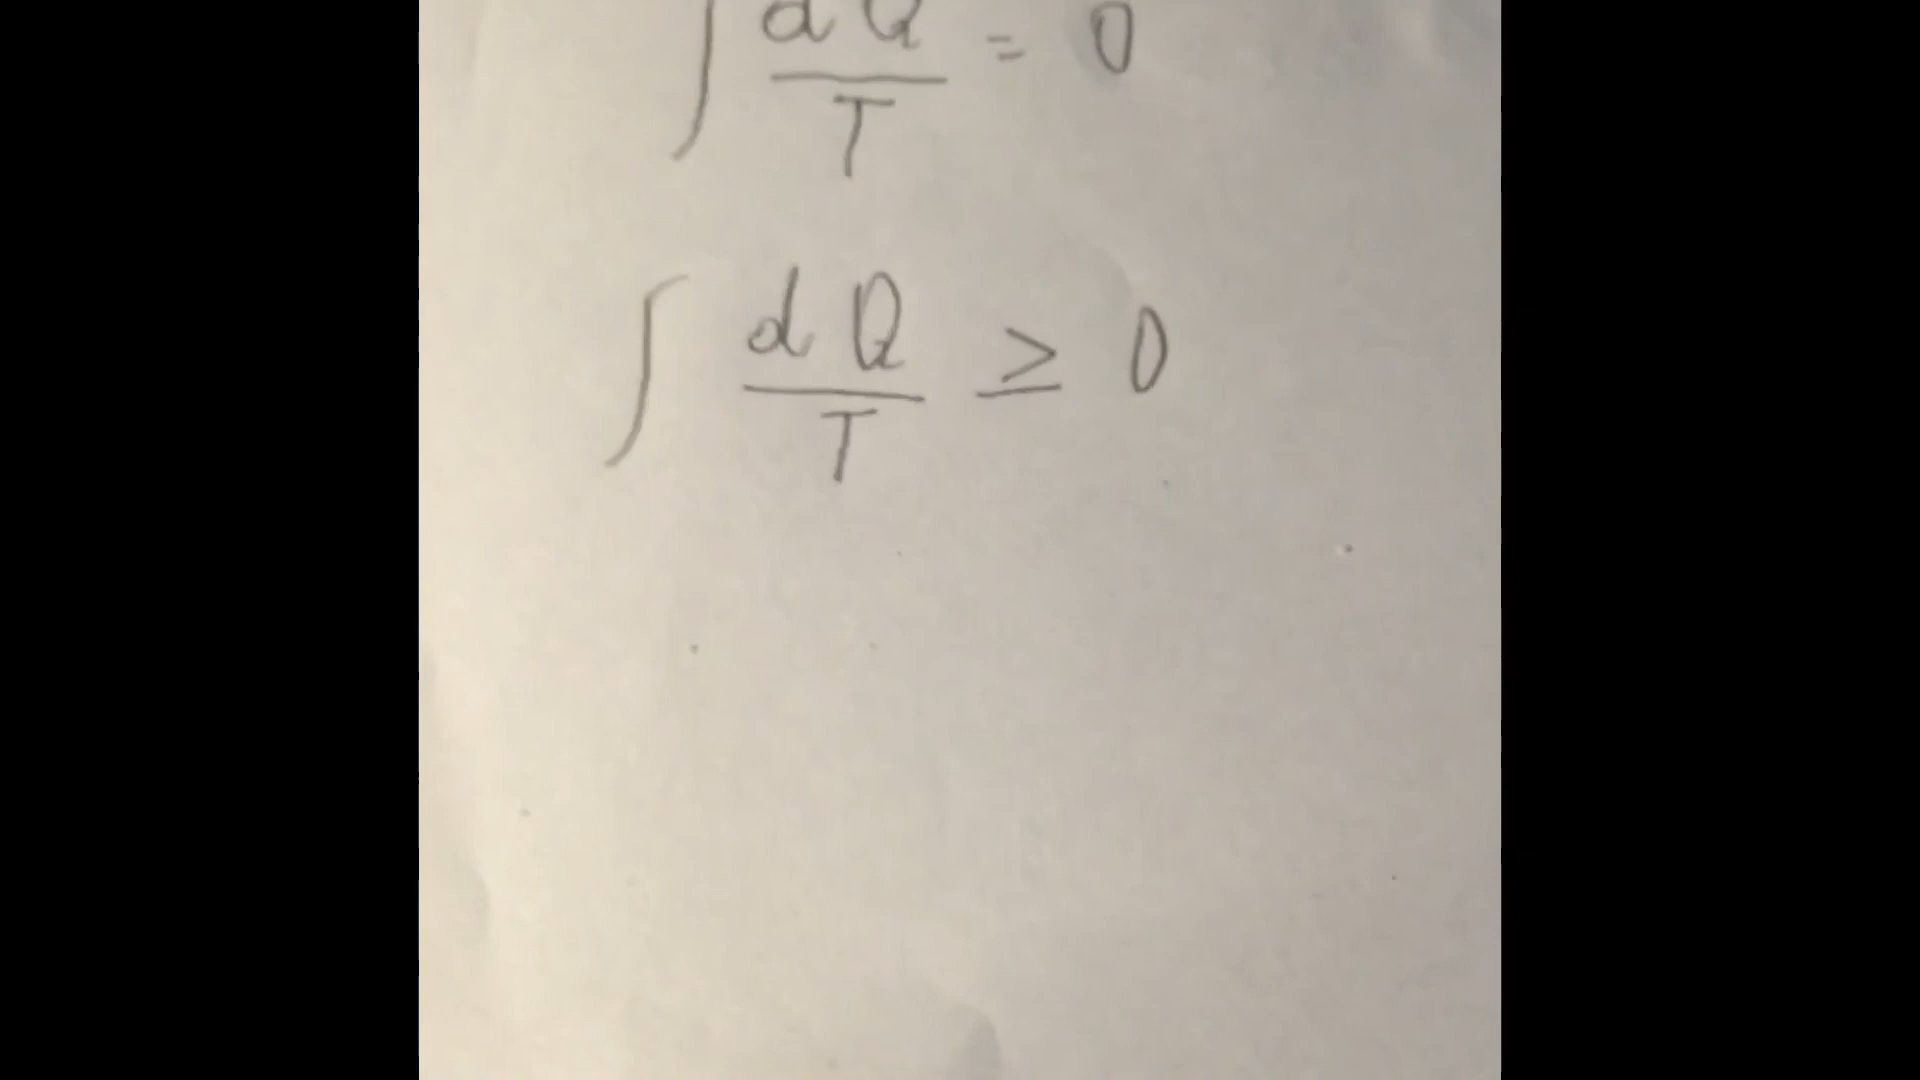 ∫ dQ/T = 0
∫ dQ/T ≥ 0